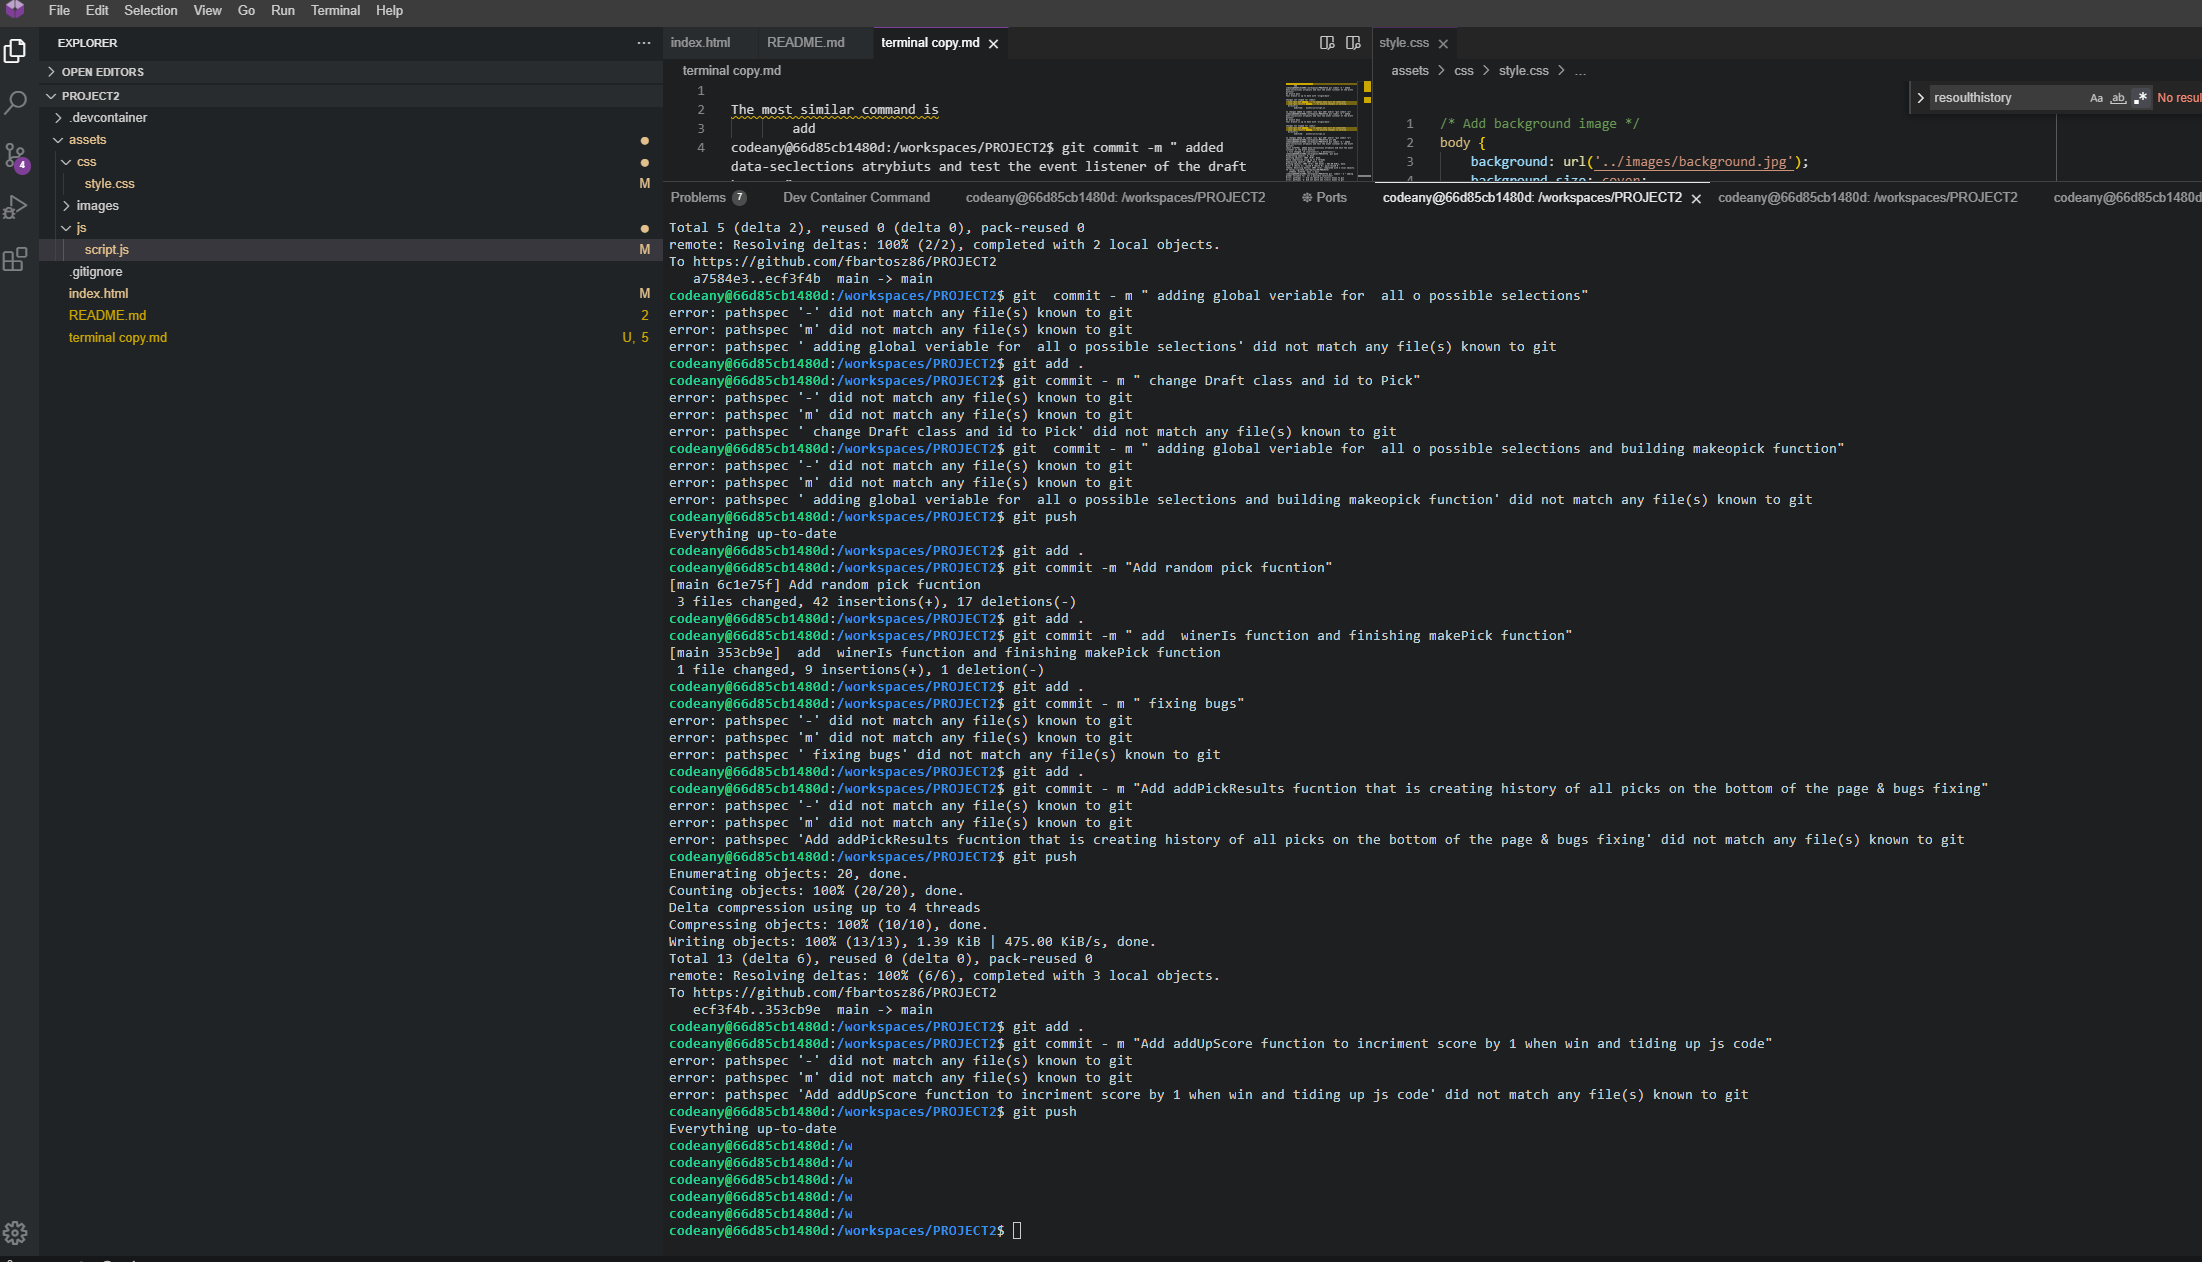 File Edit Selection View Go Run Terminal Help
EXPLORER
OPEN EDITORS
PROJECT2
.devcontainer
assets
css
style.css M
images
js
script.js M
.gitignore
index.html M
README.md 2
terminal copy.md U, 5
4
index.html README.md terminal copy.md
terminal copy.md
1
2 The most similar command is
3 add
4 codeany@66d85cb1480d:/workspaces/PROJECT2$ git commit -m " added
data-seclections atrybiuts and test the event listener of the draft
style.css
assets > css > style.css > ...
resoulthistory Aa ab .* No resul
1 /* Add background image */
2 body {
3 background: url('../images/background.jpg');
4 background-size: cover;
Problems 7 Dev Container Command codeany@66d85cb1480d: /workspaces/PROJECT2 Ports codeany@66d85cb1480d: /workspaces/PROJECT2 codeany@66d85cb1480d: /workspaces/PROJECT2 codeany@66d85cb1480d
Total 5 (delta 2), reused 0 (delta 0), pack-reused 0
remote: Resolving deltas: 100% (2/2), completed with 2 local objects.
To https://github.com/fbartosz86/PROJECT2
a7584e3..ecf3f4b main -> main
codeany@66d85cb1480d:/workspaces/PROJECT2$ git  commit - m " adding global veriable for  all o possible selections"
error: pathspec '-' did not match any file(s) known to git
error: pathspec 'm' did not match any file(s) known to git
error: pathspec ' adding global veriable for  all o possible selections' did not match any file(s) known to git
codeany@66d85cb1480d:/workspaces/PROJECT2$ git add .
codeany@66d85cb1480d:/workspaces/PROJECT2$ git commit - m " change Draft class and id to Pick"
error: pathspec '-' did not match any file(s) known to git
error: pathspec 'm' did not match any file(s) known to git
error: pathspec ' change Draft class and id to Pick' did not match any file(s) known to git
codeany@66d85cb1480d:/workspaces/PROJECT2$ git  commit - m " adding global veriable for  all o possible selections and building makeopick function"
error: pathspec '-' did not match any file(s) known to git
error: pathspec 'm' did not match any file(s) known to git
error: pathspec ' adding global veriable for  all o possible selections and building makeopick function' did not match any file(s) known to git
codeany@66d85cb1480d:/workspaces/PROJECT2$ git push
Everything up-to-date
codeany@66d85cb1480d:/workspaces/PROJECT2$ git add .
codeany@66d85cb1480d:/workspaces/PROJECT2$ git commit -m "Add random pick fucntion"
[main 6c1e75f] Add random pick fucntion
3 files changed, 42 insertions(+), 17 deletions(-)
codeany@66d85cb1480d:/workspaces/PROJECT2$ git add .
codeany@66d85cb1480d:/workspaces/PROJECT2$ git commit -m " add  winerIs function and finishing makePick function"
[main 353cb9e]  add  winerIs function and finishing makePick function
1 file changed, 9 insertions(+), 1 deletion(-)
codeany@66d85cb1480d:/workspaces/PROJECT2$ git add .
codeany@66d85cb1480d:/workspaces/PROJECT2$ git commit - m " fixing bugs"
error: pathspec '-' did not match any file(s) known to git
error: pathspec 'm' did not match any file(s) known to git
error: pathspec ' fixing bugs' did not match any file(s) known to git
codeany@66d85cb1480d:/workspaces/PROJECT2$ git add .
codeany@66d85cb1480d:/workspaces/PROJECT2$ git commit - m "Add addPickResults fucntion that is creating history of all picks on the bottom of the page & bugs fixing"
error: pathspec '-' did not match any file(s) known to git
error: pathspec 'm' did not match any file(s) known to git
error: pathspec 'Add addPickResults fucntion that is creating history of all picks on the bottom of the page & bugs fixing' did not match any file(s) known to git
codeany@66d85cb1480d:/workspaces/PROJECT2$ git push
Enumerating objects: 20, done.
Counting objects: 100% (20/20), done.
Delta compression using up to 4 threads
Compressing objects: 100% (10/10), done.
Writing objects: 100% (13/13), 1.39 KiB | 475.00 KiB/s, done.
Total 13 (delta 6), reused 0 (delta 0), pack-reused 0
remote: Resolving deltas: 100% (6/6), completed with 3 local objects.
To https://github.com/fbartosz86/PROJECT2
ecf3f4b..353cb9e main -> main
codeany@66d85cb1480d:/workspaces/PROJECT2$ git add .
codeany@66d85cb1480d:/workspaces/PROJECT2$ git commit - m "Add addUpScore function to incriment score by 1 when win and tiding up js code"
error: pathspec '-' did not match any file(s) known to git
error: pathspec 'm' did not match any file(s) known to git
error: pathspec 'Add addUpScore function to incriment score by 1 when win and tiding up js code' did not match any file(s) known to git
codeany@66d85cb1480d:/workspaces/PROJECT2$ git push
Everything up-to-date
codeany@66d85cb1480d:/w
codeany@66d85cb1480d:/w
codeany@66d85cb1480d:/w
codeany@66d85cb1480d:/w
codeany@66d85cb1480d:/w
codeany@66d85cb1480d:/workspaces/PROJECT2$